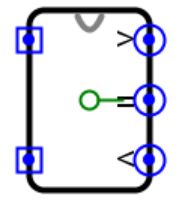 >
=
<